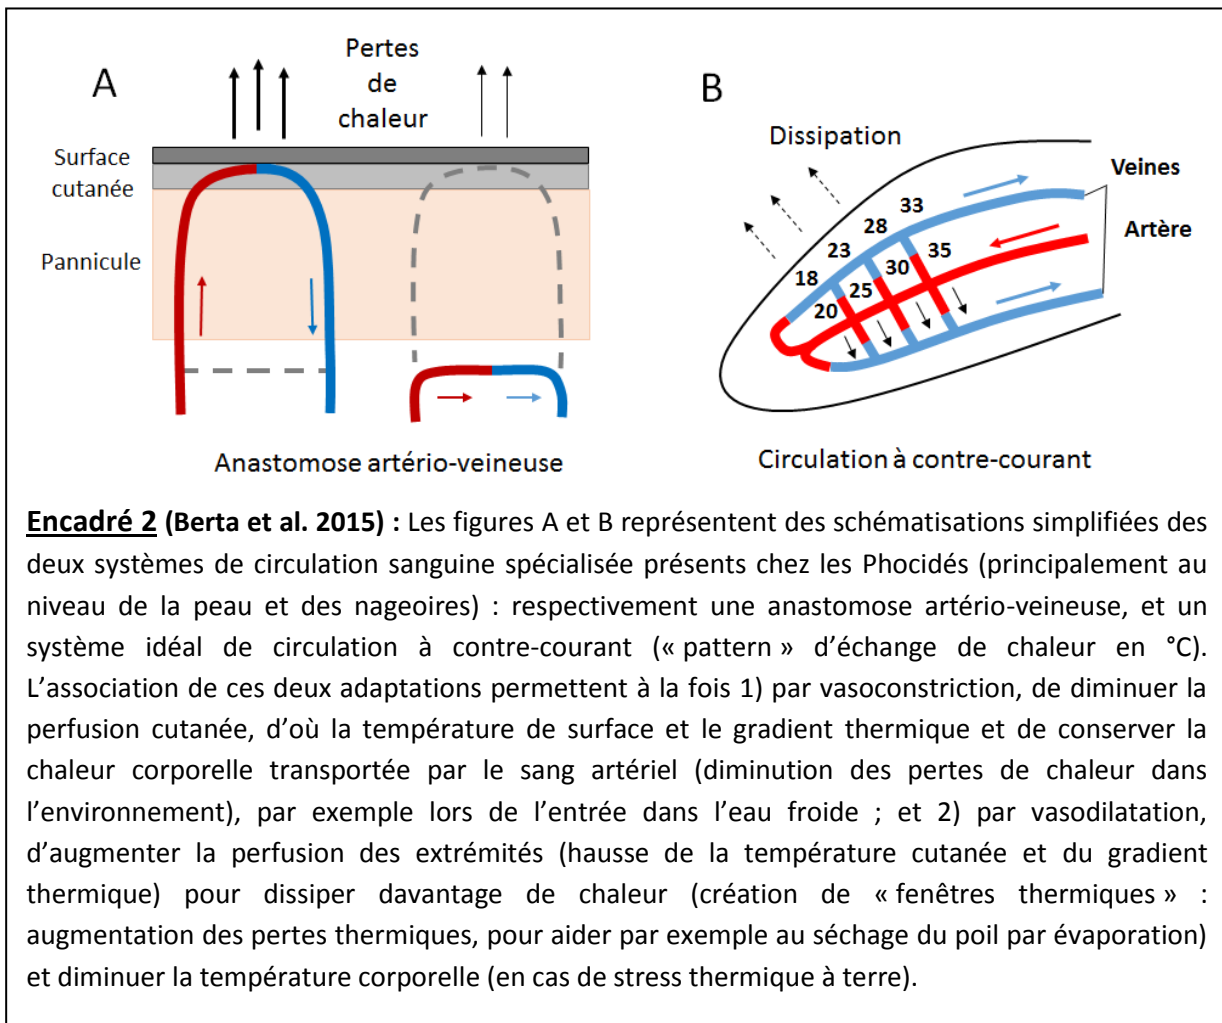 A
Pertes
de
chaleur
Surface
cutanée
Pannicule
Anastomose artério-veineuse
B
Dissipation
Veines
Artère
33
28
23
18
35
30
25
20
Circulation à contre-courant
Encadré 2 (Berta et al. 2015) : Les figures A et B représentent des schématisations simplifiées des
deux systèmes de circulation sanguine spécialisée présents chez les Phocidés (principalement au
niveau de la peau et des nageoires) : respectivement une anastomose artério-veineuse, et un
système idéal de circulation à contre-courant (« pattern » d’échange de chaleur en °C).
L’association de ces deux adaptations permettent à la fois 1) par vasoconstriction, de diminuer la
perfusion cutanée, d’où la température de surface et le gradient thermique et de conserver la
chaleur corporelle transportée par le sang artériel (diminution des pertes de chaleur dans
l’environnement), par exemple lors de l’entrée dans l’eau froide ; et 2) par vasodilatation,
d’augmenter la perfusion des extrémités (hausse de la température cutanée et du gradient
thermique) pour dissiper davantage de chaleur (création de « fenêtres thermiques » :
augmentation des pertes thermiques, pour aider par exemple au séchage du poil par évaporation)
et diminuer la température corporelle (en cas de stress thermique à terre).